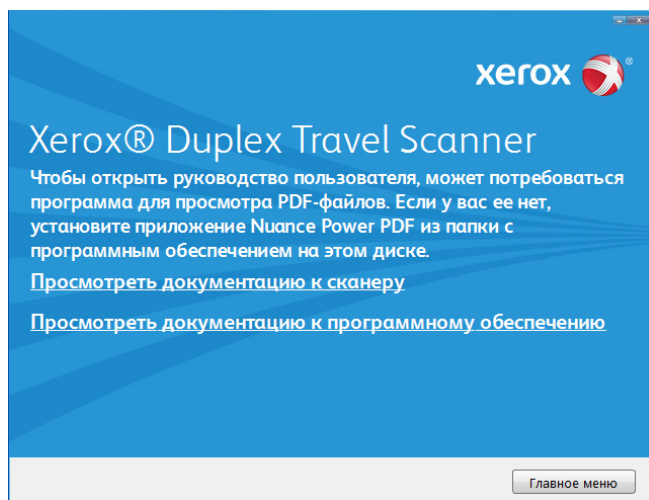 xerox ®
Xerox® Duplex Travel Scanner
Чтобы открыть руководство пользователя, может потребоваться
программа для просмотра PDF-файлов. Если у вас ее нет,
установите приложение Nuance Power PDF из папки с
программным обеспечением на этом диске.
Просмотреть документацию к сканеру
Просмотреть документацию к программному обеспечению
Главное меню